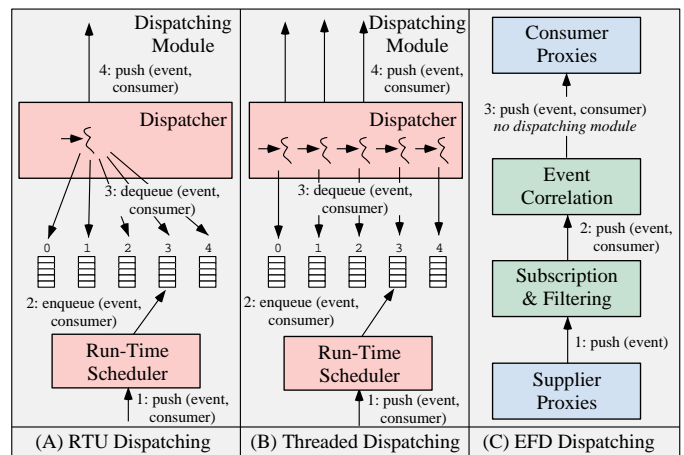 Dispatching
Module
4: push (event,
consumer)
Dispatcher
3: dequeue (event,
consumer)
0 1 2 3 4
2: enqueue (event,
consumer)
Run-Time
Scheduler
1: push (event,
consumer)
(A) RTU Dispatching
Dispatching
Module
4: push (event,
consumer)
Dispatcher
3: dequeue (event,
consumer)
0 1 2 3 4
2: enqueue (event,
consumer)
Run-Time
Scheduler
1: push (event,
consumer)
(B) Threaded Dispatching
Consumer
Proxies
3: push (event, consumer)
no dispatching module
Event
Correlation
2: push (event,
consumer)
Subscription
& Filtering
1: push (event)
Supplier
Proxies
(C) EFD Dispatching